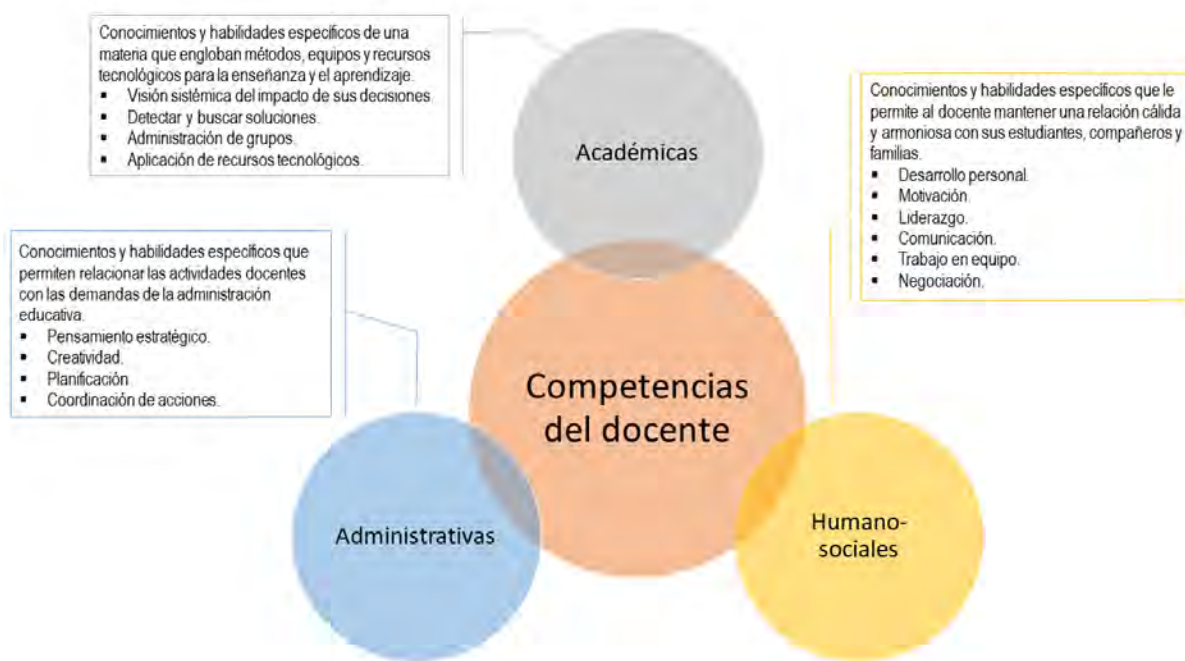 Conocimientos y habilidades específicos de una
materia que engloban métodos, equipos y recursos
tecnológicos para la enseñanza y el aprendizaje.
▪ Visión sistémica del impacto de sus decisiones
▪ Detectar y buscar soluciones.
▪ Administración de grupos.
▪ Aplicación de recursos tecnológicos.
Académicas
Conocimientos y habilidades específicos que le
permite al docente mantener una relación cálida
y armoniosa con sus estudiantes, compañeros y
familias.
▪ Desarrollo personal.
▪ Motivación
▪ Liderazgo.
▪ Comunicación.
▪ Trabajo en equipo.
▪ Negociación.
Conocimientos y habilidades específicos que
permiten relacionar las actividades docentes
con las demandas de la administración
educativa.
▪ Pensamiento estratégico.
▪ Creatividad.
▪ Planificación
▪ Coordinación de acciones.
Competencias
del docente
Administrativas
Humano-
sociales